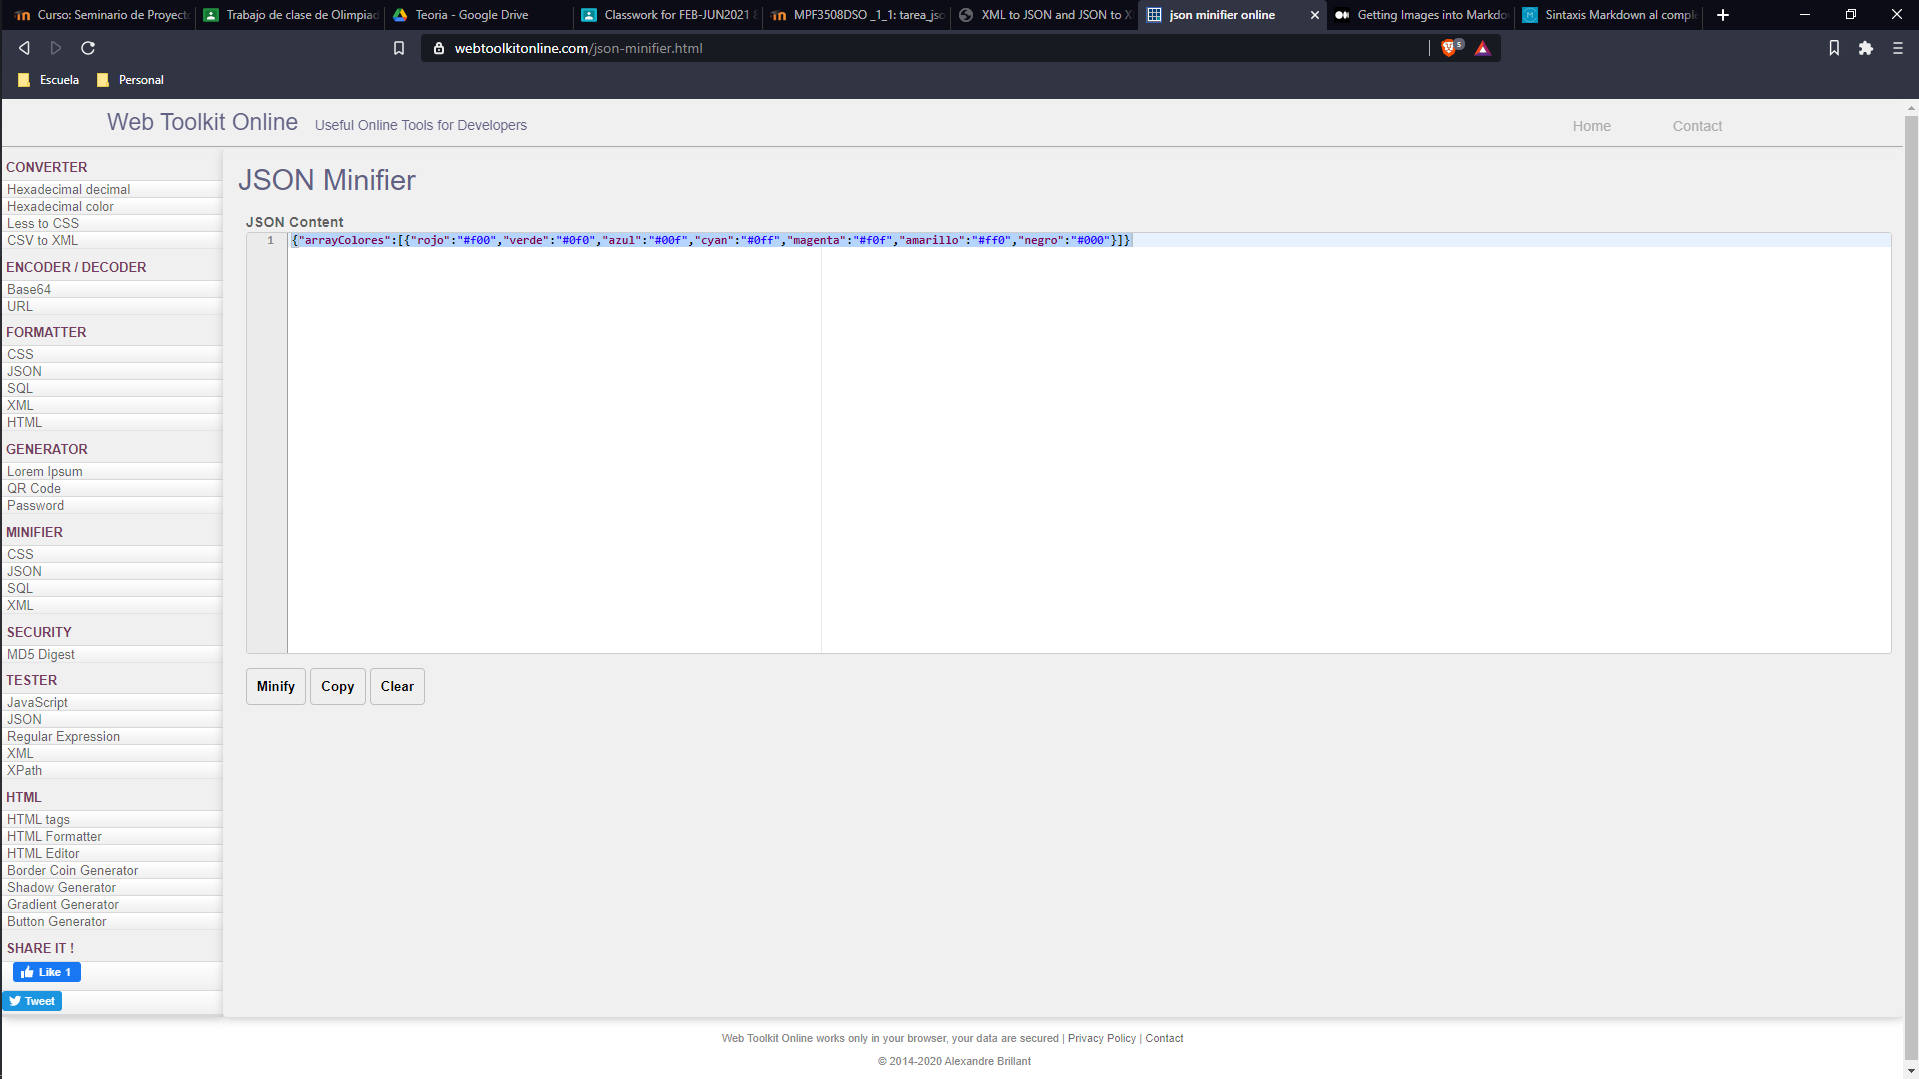 Curso: Seminario de Proyecto
Trabajo de clase de Olimpiad
Teoria - Google Drive
Classwork for FEB-JUN2021 8
MPF3508DSO _1_1: tarea_jso
XML to JSON and JSON to X
json minifier online
Getting Images into Markdo
Sintaxis Markdown al comple
webtoolkitonline.com/json-minifier.html
5
Escuela
Personal
Web Toolkit Online
Useful Online Tools for Developers
Home
Contact
CONVERTER
Hexadecimal decimal
Hexadecimal color
Less to CSS
CSV to XML
ENCODER / DECODER
Base64
URL
FORMATTER
CSS
JSON
SQL
XML
HTML
GENERATOR
Lorem Ipsum
QR Code
Password
MINIFIER
CSS
JSON
SQL
XML
SECURITY
MD5 Digest
TESTER
JavaScript
JSON
Regular Expression
XML
XPath
HTML
HTML tags
HTML Formatter
HTML Editor
Border Coin Generator
Shadow Generator
Gradient Generator
Button Generator
SHARE IT !
Like 1
Tweet
JSON Minifier
JSON Content
1
{"arrayColores":[{"rojo":"#f00","verde":"#0f0","azul":"#00f","cyan":"#0ff","magenta":"#f0f","amarillo":"#ff0","negro":"#000"}]}
Minify
Copy
Clear
Web Toolkit Online works only in your browser, your data are secured | Privacy Policy | Contact
© 2014-2020 Alexandre Brillant